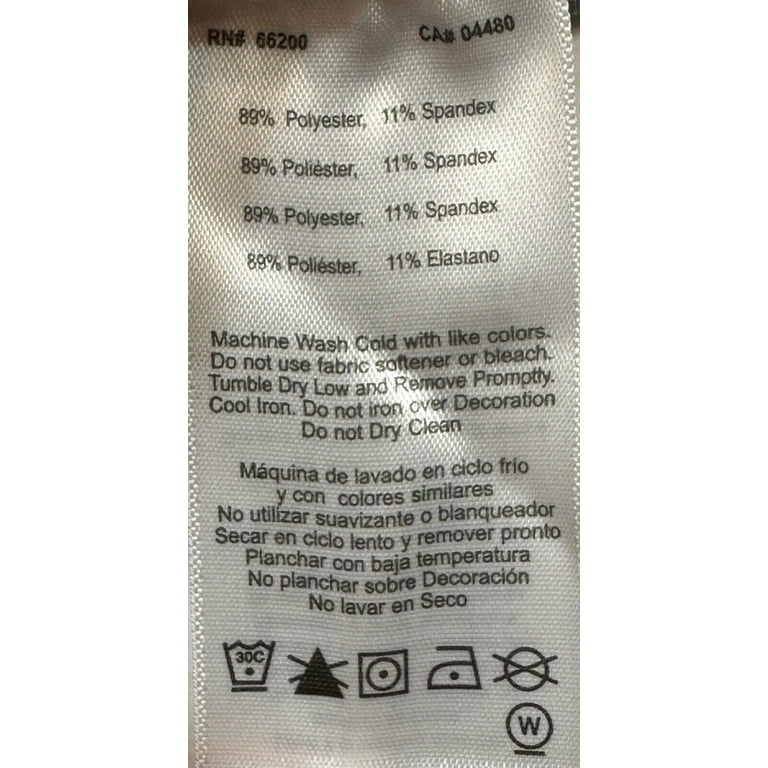 RN# 66200 CA# 04480
89% Polyester, 11% Spandex
89% Poliéster, 11% Spandex
89% Polyester, 11% Spandex
89% Poliéster, 11% Elastano
Machine Wash Cold with like colors.
Do not use fabric softener or bleach.
Tumble Dry Low and Remove Promptly.
Cool Iron. Do not iron over Decoration
Do not Dry Clean
Máquina de lavado en ciclo frío
y con colores similares
No utilizar suavizante o blanqueador
Secar en ciclo lento y remover pronto
Planchar con baja temperatura
No planchar sobre Decoración
No lavar en Seco
30C
W